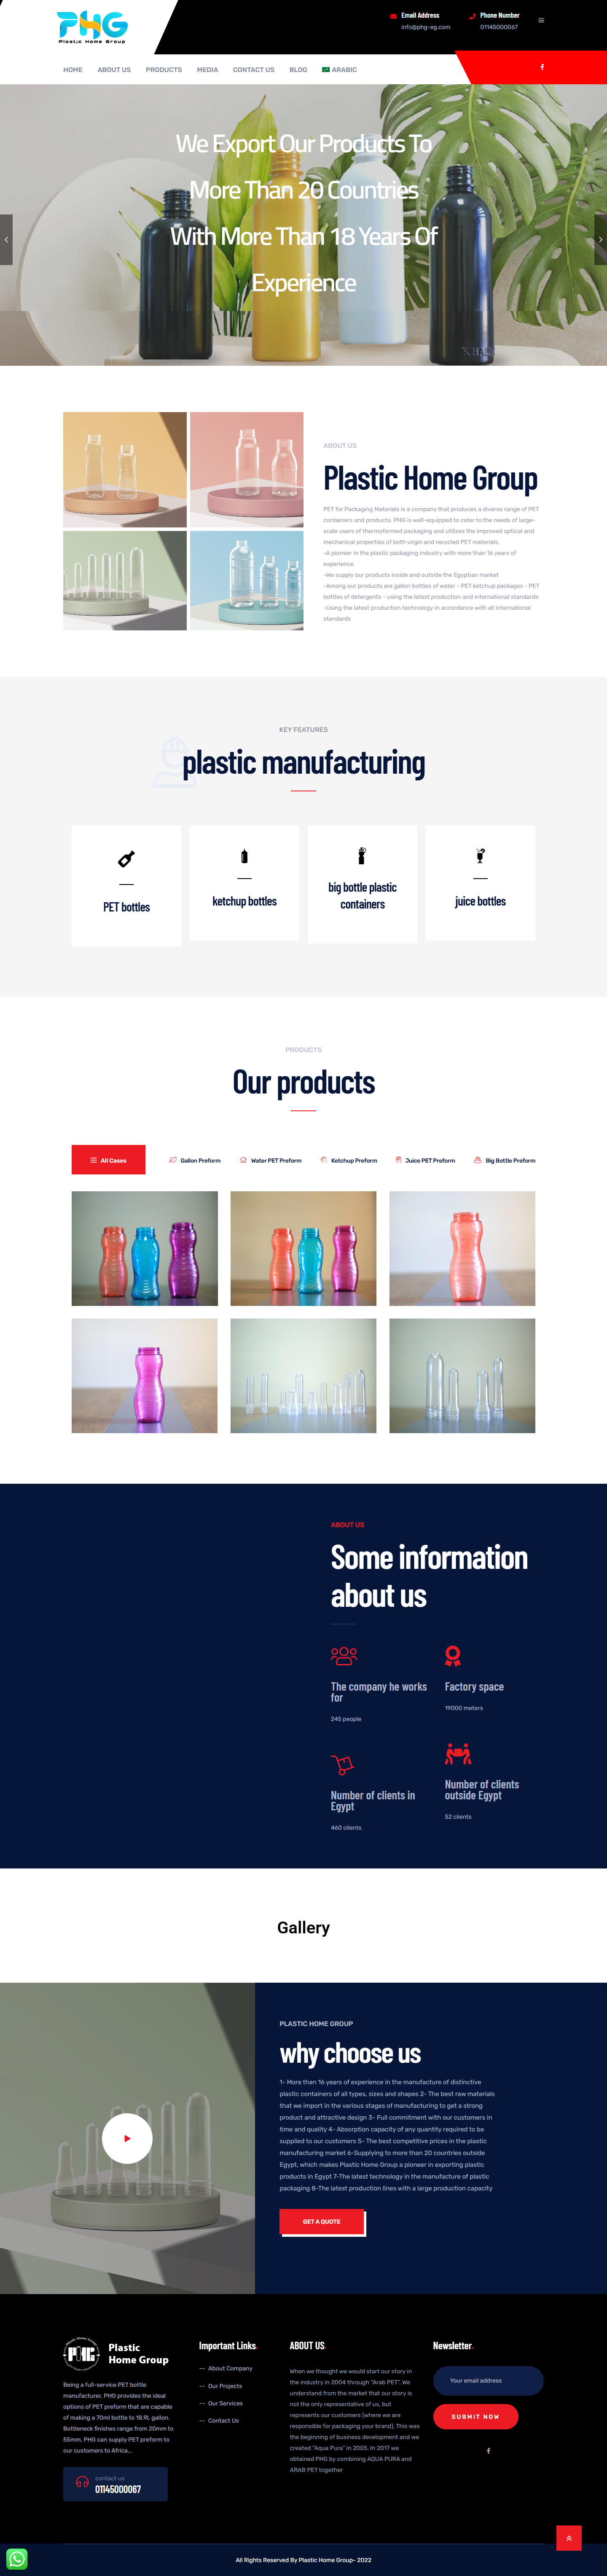 PHG
Plastic Home Group
Email Address
info@phg-eg.com
Phone Number
01145000067
HOME
ABOUT US
PRODUCTS
MEDIA
CONTACT US
BLOG
ARABIC
We Export Our Products To
More Than 20 Countries
With More Than 18 Years Of
Experience
ABOUT US
Plastic Home Group
PET for Packaging Materials is a company that produces a diverse range of PET
containers and products. PHG is well-equipped to cater to the needs of large-
scale users of thermoformed packaging and utilizes the improved optical and
mechanical properties of both virgin and recycled PET materials.
-A pioneer in the plastic packaging industry with more than 16 years of
experience
-We supply our products inside and outside the Egyptian market
-Among our products are gallon bottles of water - PET ketchup packages - PET
bottles of detergents - using the latest production and international standards
-Using the latest production technology in accordance with all international
standards
KEY FEATURES
plastic manufacturing
PET bottles
ketchup bottles
big bottle plastic
containers
juice bottles
PRODUCTS
Our products
All Cases
Gallon Preform
Water PET Preform
Ketchup Preform
Juice PET Preform
Big Bottle Preform
ABOUT US
Some information
about us
The company he works
for
245 people
Factory space
19000 meters
Number of clients in
Egypt
460 clients
Number of clients
outside Egypt
52 clients
Gallery
PLASTIC HOME GROUP
why choose us
1- More than 16 years of experience in the manufacture of distinctive
plastic containers of all types, sizes and shapes 2- The best raw materials
that we import in the various stages of manufacturing to get a strong
product and attractive design 3- Full commitment with our customers in
time and quality 4- Absorption capacity of any quantity required to be
supplied to our customers 5- The best competitive prices in the plastic
manufacturing market 6-Supplying to more than 20 countries outside
Egypt, which makes Plastic Home Group a pioneer in exporting plastic
products in Egypt 7-The latest technology in the manufacture of plastic
packaging 8-The latest production lines with a large production capacity
GET A QUOTE
PHG
Plastic
Home Group
Being a full-service PET bottle
manufacturer, PHG provides the ideal
options of PET preform that are capable
of making a 70ml bottle to 18.9L gallon.
Bottleneck finishes range from 20mm to
55mm, PHG can supply PET preform to
our customers to Africa...
contact us
01145000067
Important Links.
-- About Company
-- Our Projects
-- Our Services
-- Contact Us
ABOUT US.
When we thought we would start our story in
the industry in 2004 through "Arab PET". We
understand from the market that our story is
not the only representative of us, but
represents our customers (where we are
responsible for packaging your brand). This was
the beginning of business development and we
created "Aqua Pura" in 2005. In 2017 we
obtained PHG by combining AQUA PURA and
ARAB PET together
Newsletter.
Your email address
SUBMIT NOW
All Rights Reserved By Plastic Home Group- 2022